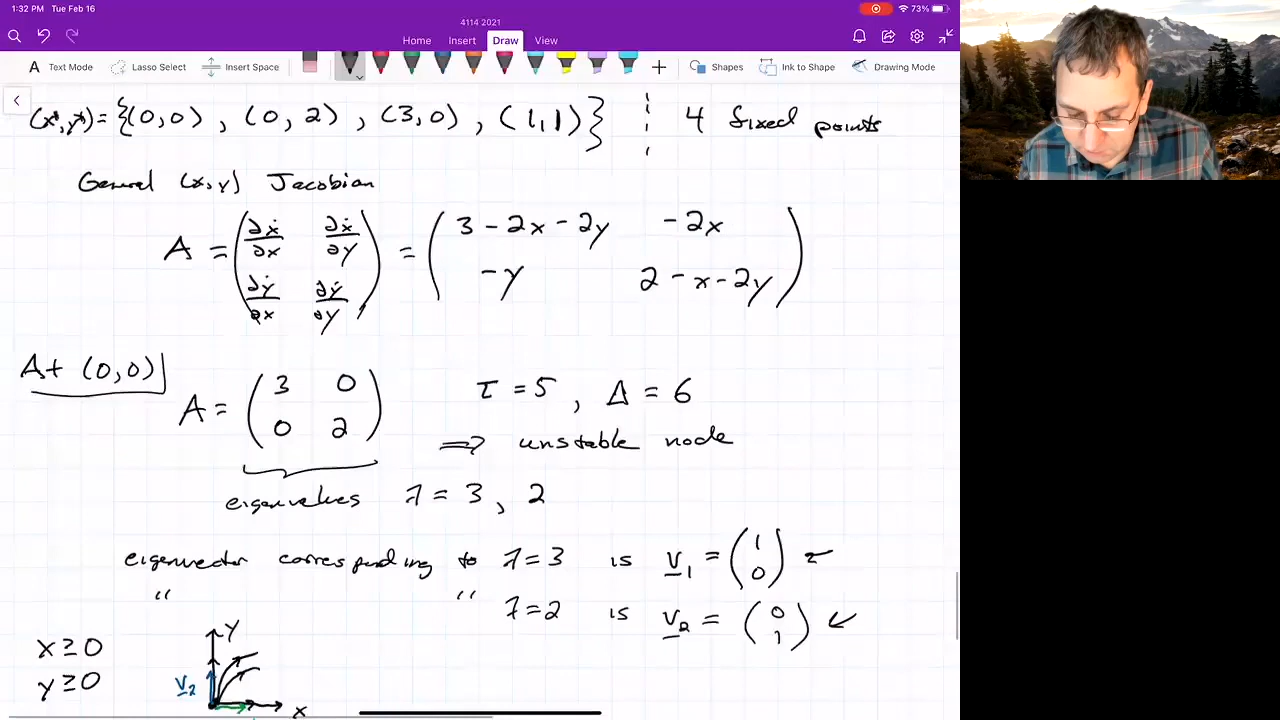 1:32 PM Tue Feb 16
73%
4114 2021
Home Insert Draw View
Text Mode Lasso Select Insert Space Shapes Ink to Shape Drawing Mode
(x*, y*) = {(0,0) , (0,2) , (3,0) , (1,1)} 4 fixed points
General (x,y) Jacobian
A = (∂ẋ/∂x ∂ẋ/∂y ; ∂ẏ/∂x ∂ẏ/∂y) = (3 - 2x - 2y -2x ; -y 2 - x - 2y)
At (0,0)
A = (3 0 ; 0 2) τ = 5 , Δ = 6
⟹ unstable node
eigenvalues λ = 3 , 2
eigenvector corresponding to λ = 3 is v₁ = (1 ; 0) ←
" " λ = 2 is v₂ = (0 ; 1) ←
x ≥ 0
y ≥ 0
y
v₂
x